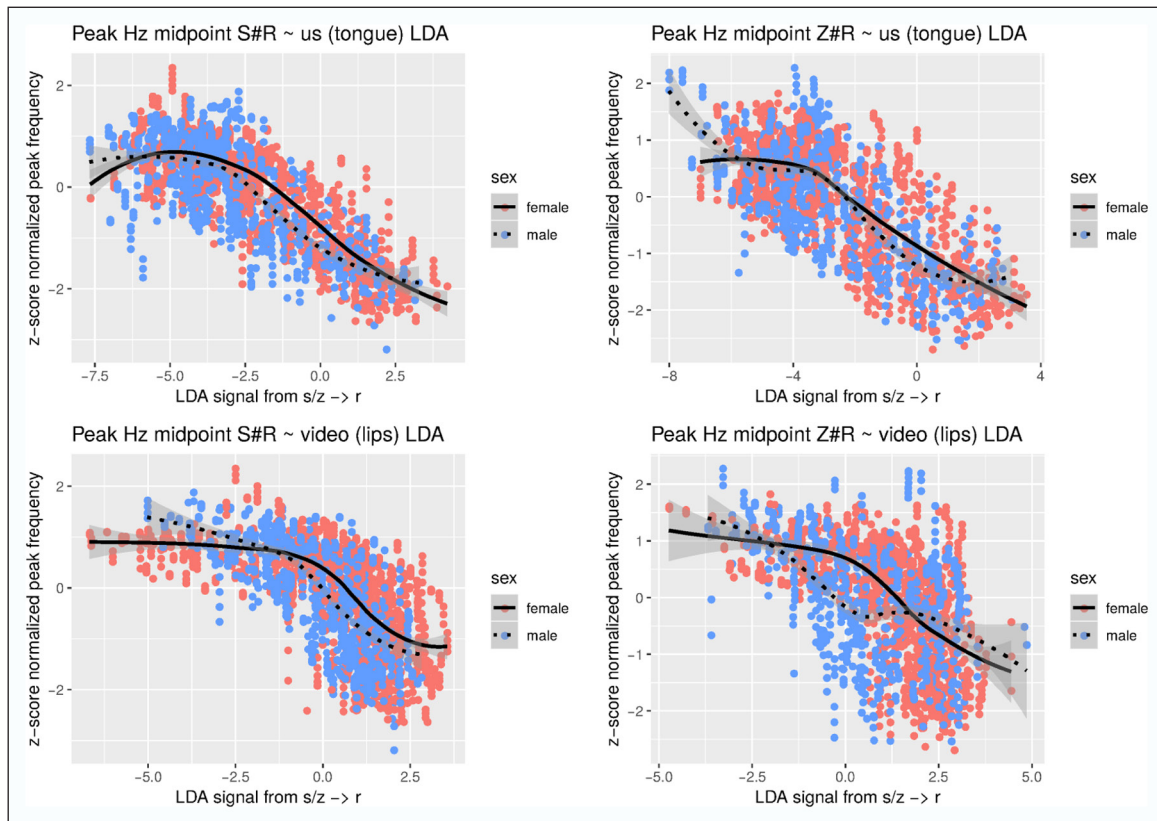 Peak Hz midpoint S#R ~ us (tongue) LDA
z-score normalized peak frequency
2
0
−2
−7.5 −5.0 −2.5 0.0 2.5
LDA signal from s/z −> r
sex
female
male
Peak Hz midpoint Z#R ~ us (tongue) LDA
z-score normalized peak frequency
2
1
0
−1
−2
−8 −4 0 4
LDA signal from s/z −> r
sex
female
male
Peak Hz midpoint S#R ~ video (lips) LDA
z-score normalized peak frequency
2
0
−2
−5.0 −2.5 0.0 2.5
LDA signal from s/z −> r
sex
female
male
Peak Hz midpoint Z#R ~ video (lips) LDA
z-score normalized peak frequency
2
1
0
−1
−2
−5.0 −2.5 0.0 2.5 5.0
LDA signal from s/z −> r
sex
female
male